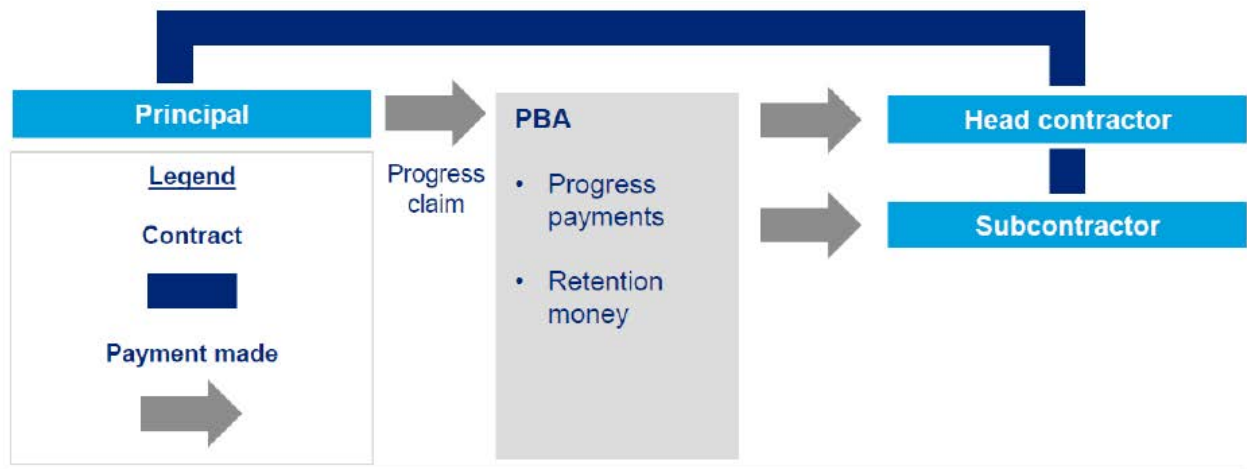 Principal
Legend
Contract
Payment made
Progress
claim
PBA
• Progress
payments
• Retention
money
Head contractor
Subcontractor